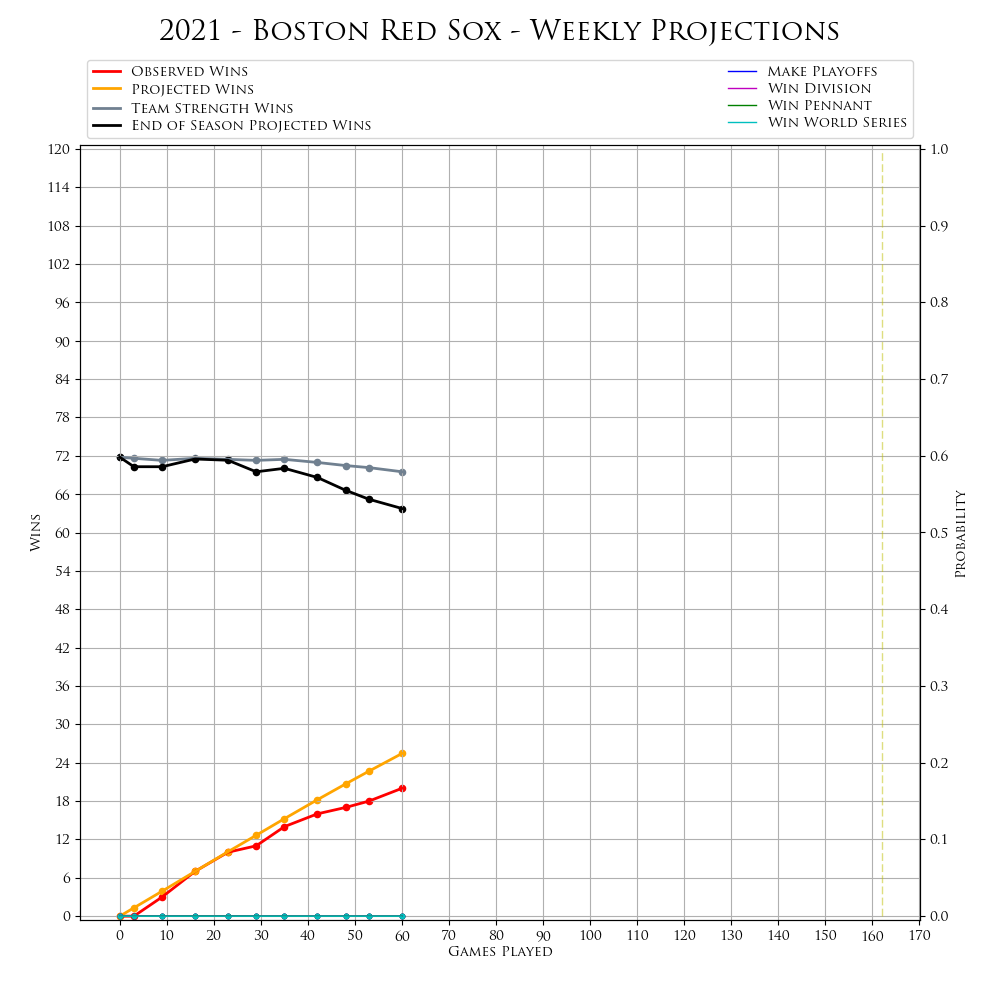 2021 - Boston Red Sox - Weekly Projections
Observed Wins
Projected Wins
Team Strength Wins
End of Season Projected Wins
Make Playoffs
Win Division
Win Pennant
Win World Series
120
114
108
102
96
90
84
78
72
66
60
54
48
42
36
30
24
18
12
6
0
Wins
1.0
0.9
0.8
0.7
0.6
0.5
0.4
0.3
0.2
0.1
0.0
Probability
0 10 20 30 40 50 60 70 80 90 100 110 120 130 140 150 160 170
Games Played